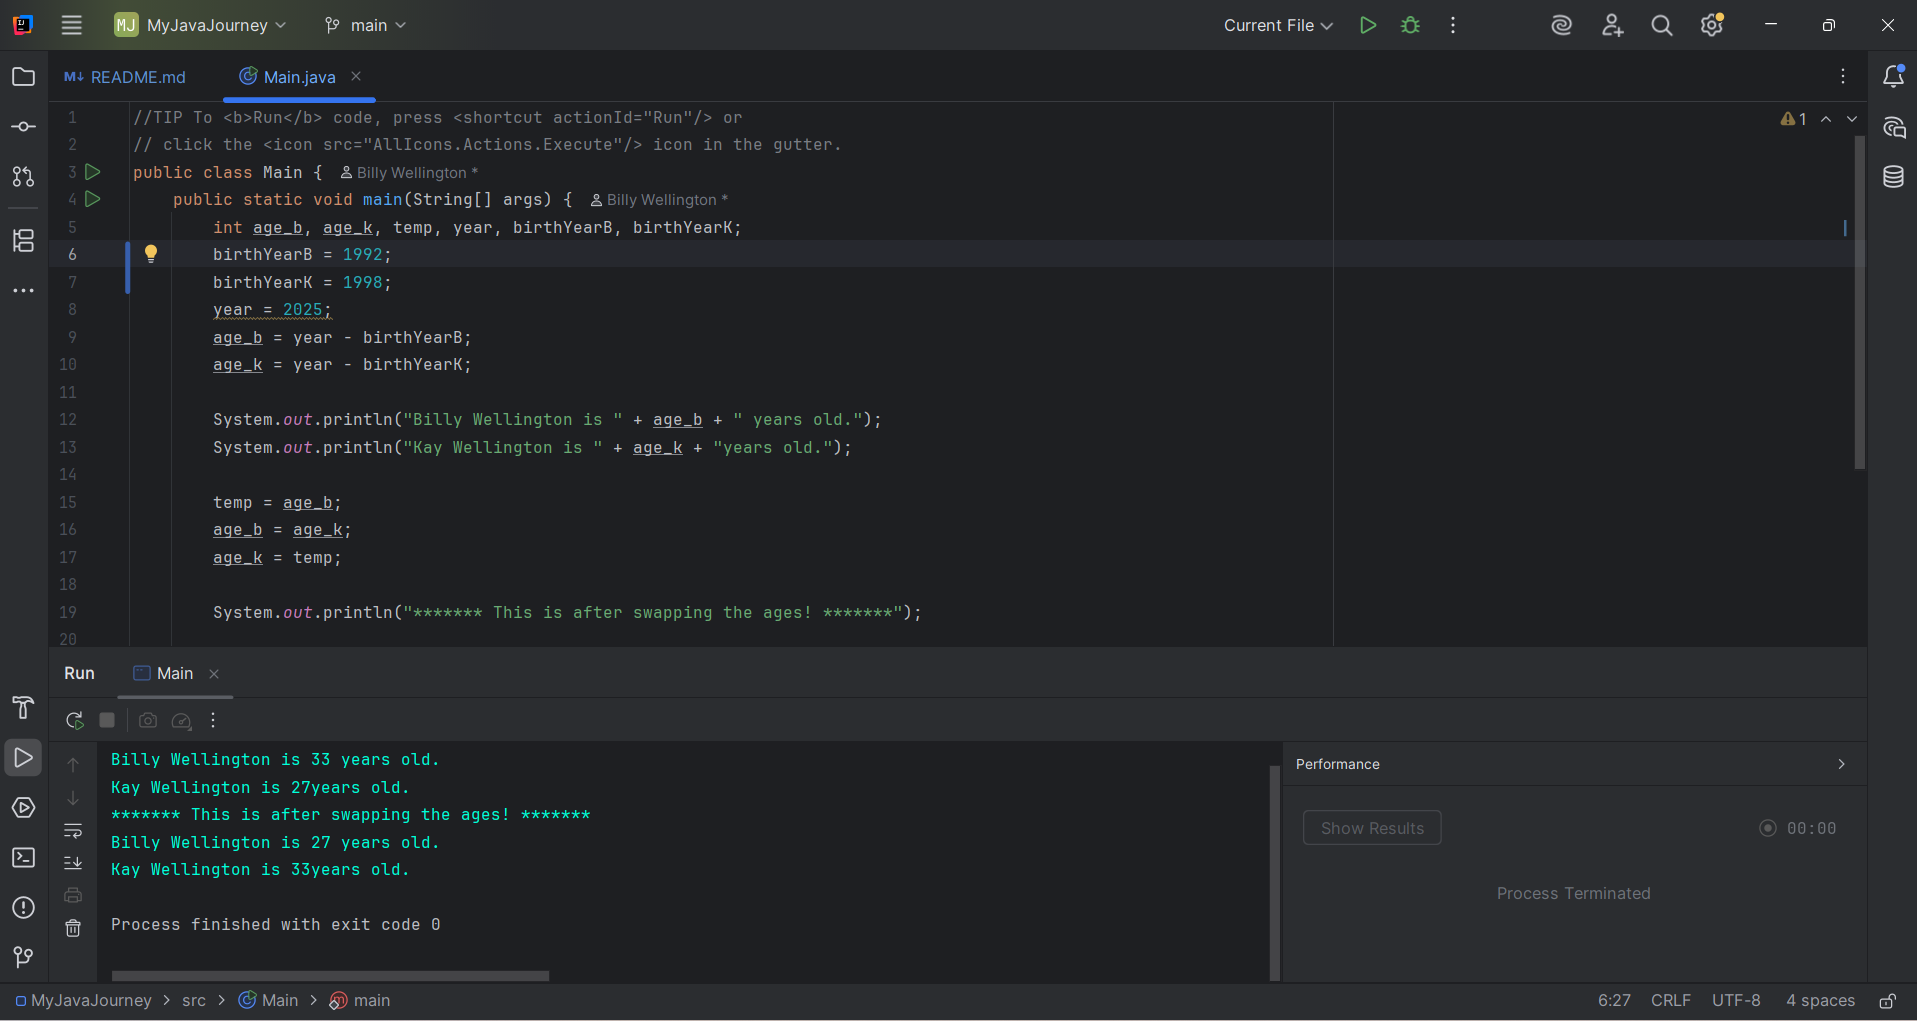 MJ MyJavaJourney main Current File
M↓ README.md Main.java
1 //TIP To <b>Run</b> code, press <shortcut actionId="Run"/> or
2 // click the <icon src="AllIcons.Actions.Execute"/> icon in the gutter.
3 public class Main { Billy Wellington *
4 public static void main(String[] args) { Billy Wellington *
5 int age_b, age_k, temp, year, birthYearB, birthYearK;
6 birthYearB = 1992;
7 birthYearK = 1998;
8 year = 2025;
9 age_b = year - birthYearB;
10 age_k = year - birthYearK;
11
12 System.out.println("Billy Wellington is " + age_b + " years old.");
13 System.out.println("Kay Wellington is " + age_k + "years old.");
14
15 temp = age_b;
16 age_b = age_k;
17 age_k = temp;
18
19 System.out.println("******* This is after swapping the ages! *******");
20
1
Run Main
Billy Wellington is 33 years old.
Kay Wellington is 27years old.
******* This is after swapping the ages! *******
Billy Wellington is 27 years old.
Kay Wellington is 33years old.
Process finished with exit code 0
Performance
Show Results 00:00
Process Terminated
MyJavaJourney > src > Main > main 6:27 CRLF UTF-8 4 spaces